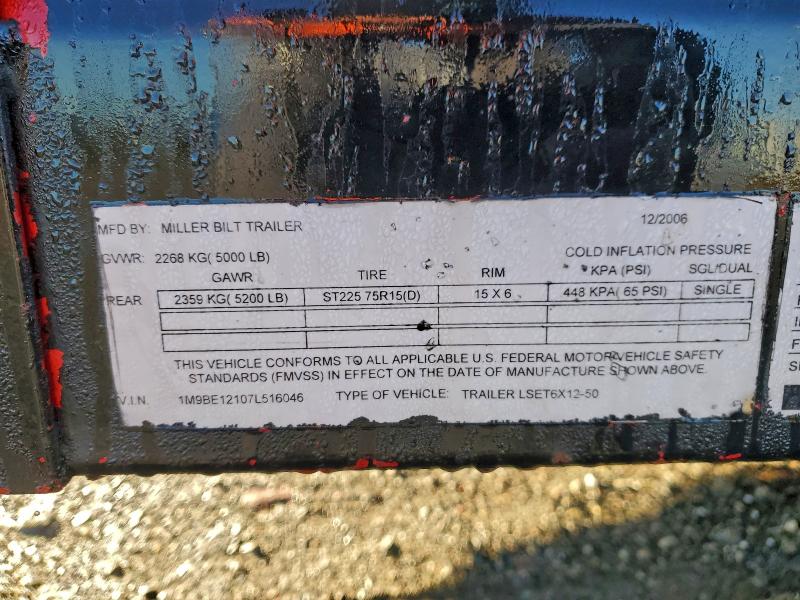 MFD BY: MILLER BILT TRAILER 12/2006
GVWR: 2268 KG( 5000 LB) COLD INFLATION PRESSURE
GAWR TIRE RIM KPA (PSI) SGL/DUAL
REAR 2359 KG( 5200 LB) ST225 75R15(D) 15 X 6 448 KPA( 65 PSI) SINGLE
THIS VEHICLE CONFORMS TO ALL APPLICABLE U.S. FEDERAL MOTOR VEHICLE SAFETY
STANDARDS (FMVSS) IN EFFECT ON THE DATE OF MANUFACTURE SHOWN ABOVE.
V.I.N. 1M9BE12107L516046 TYPE OF VEHICLE: TRAILER LSET6X12-50